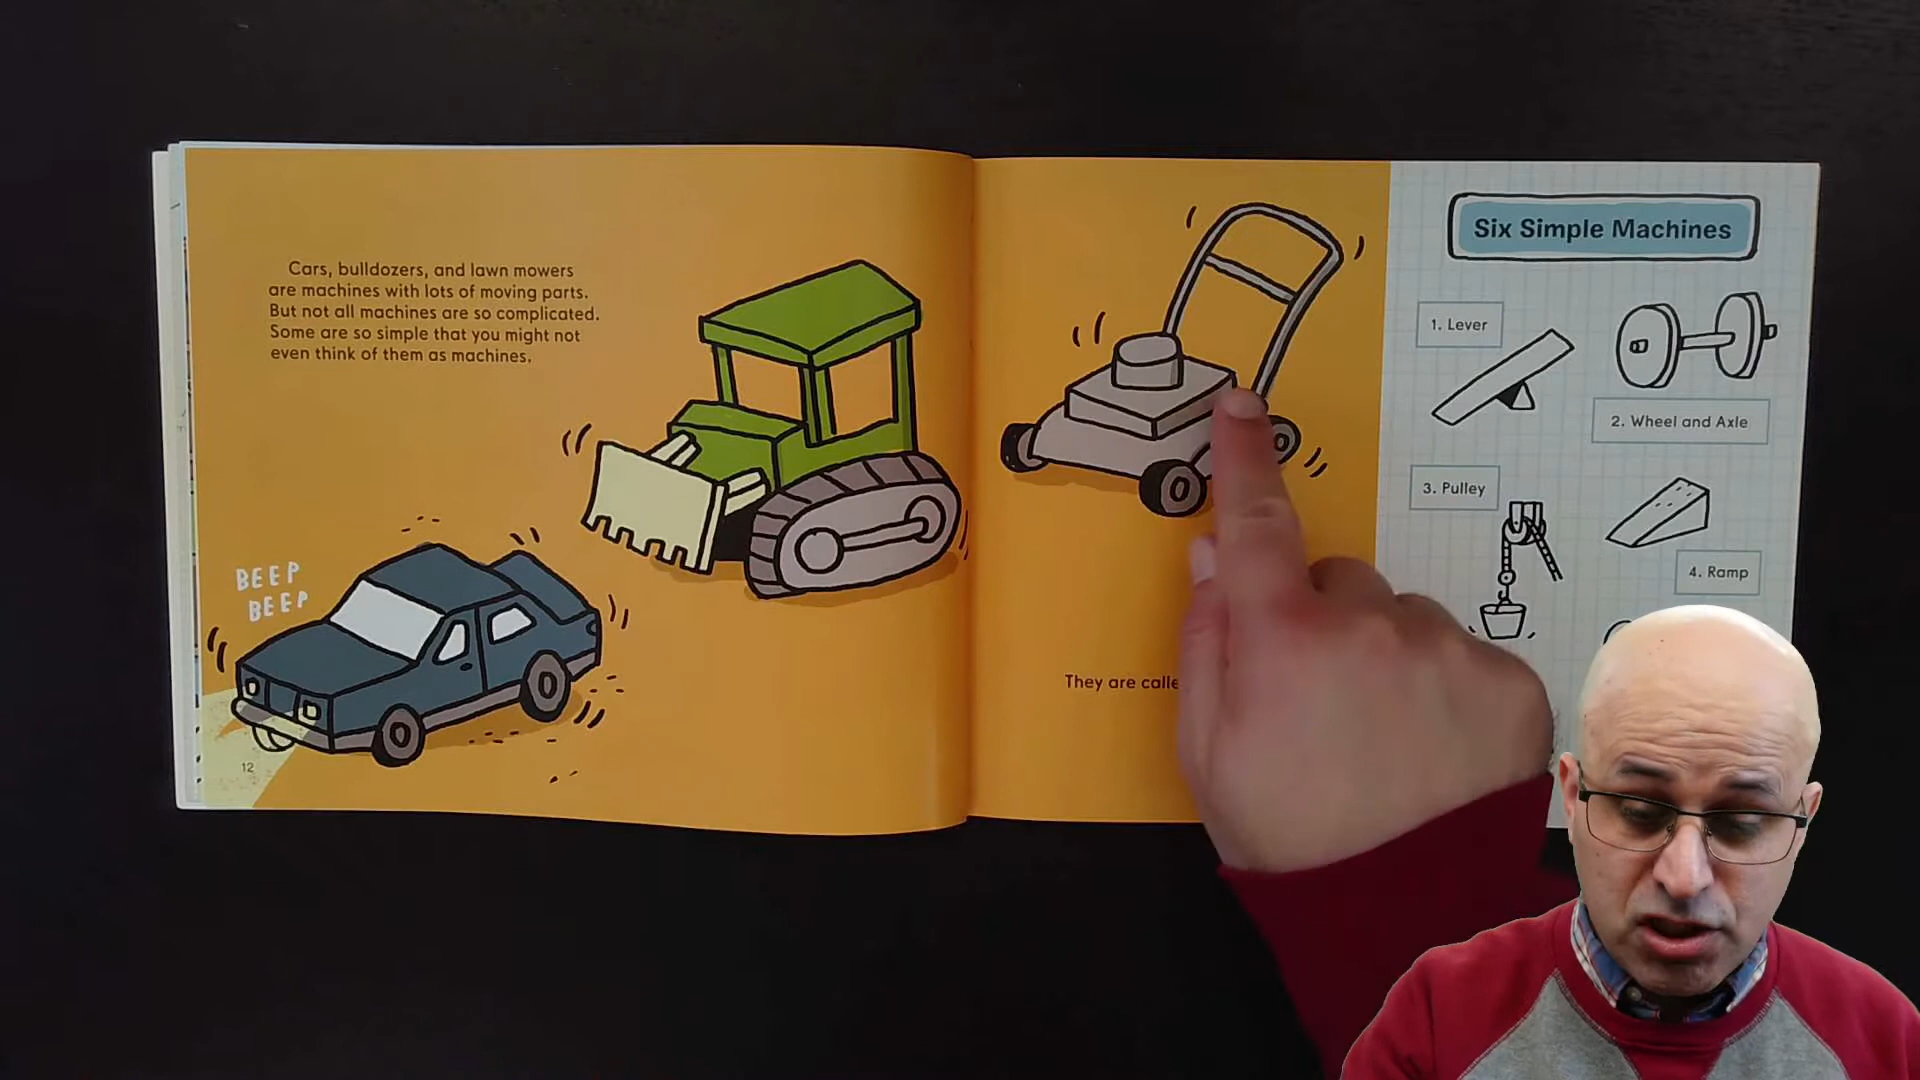 Cars, bulldozers, and lawn mowers
are machines with lots of moving parts.
But not all machines are so complicated.
Some are so simple that you might not
even think of them as machines.
BEEP
BEEP
12
They are
Six Simple Machines
1. Lever
2. Wheel and Axle
3. Pulley
4. Ramp